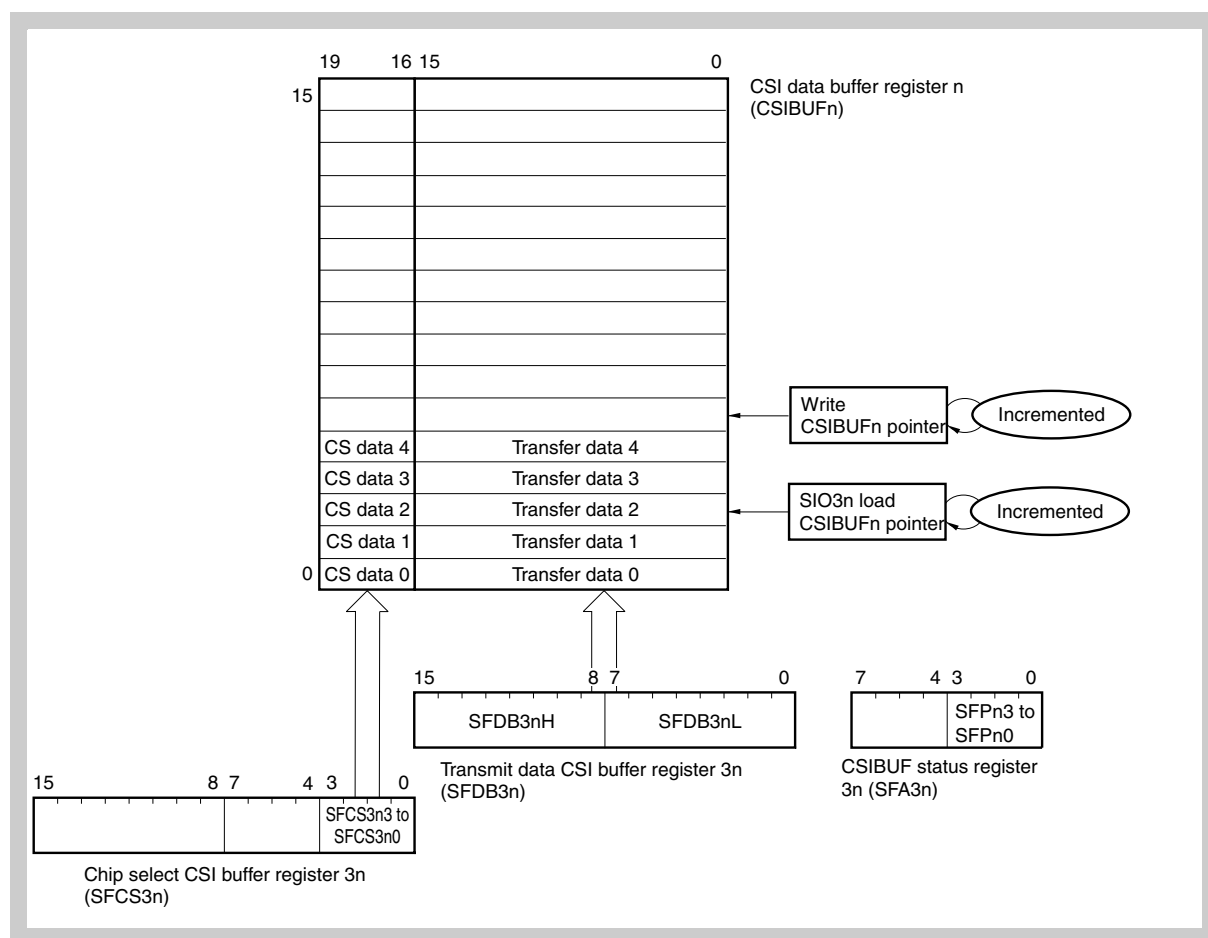 19 16 15 0
15
CSI data buffer register n
(CSIBUFn)
Write
CSIBUFn pointer
Incremented
CS data 4 Transfer data 4
CS data 3 Transfer data 3
SIO3n load
CSIBUFn pointer
Incremented
CS data 2 Transfer data 2
CS data 1 Transfer data 1
0 CS data 0 Transfer data 0
15 8 7 0
SFDB3nH SFDB3nL
Transmit data CSI buffer register 3n
(SFDB3n)
7 4 3 0
SFPn3 to
SFPn0
CSIBUF status register
3n (SFA3n)
15 8 7 4 3 0
SFCS3n3 to
SFCS3n0
Chip select CSI buffer register 3n
(SFCS3n)